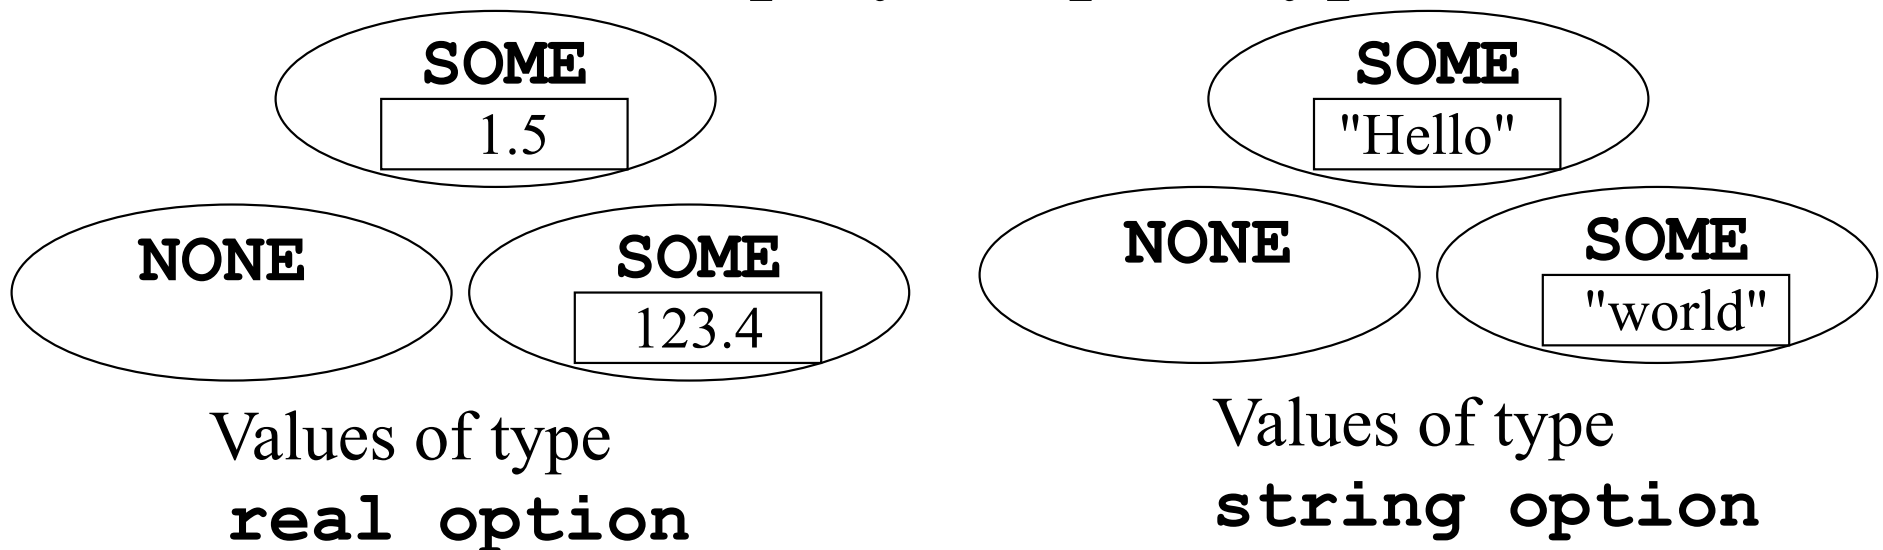 SOME
1.5
NONE
SOME
123.4
Values of type
real option
SOME
"Hello"
NONE
SOME
"world"
Values of type
string option